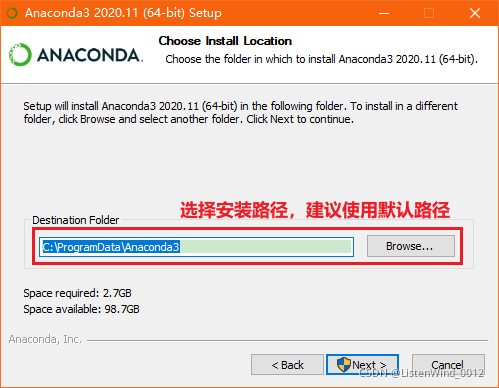 Anaconda3 2020.11 (64-bit) Setup
ANACONDA.
Choose Install Location
Choose the folder in which to install Anaconda3 2020.11 (64-bit).
Setup will install Anaconda3 2020.11 (64-bit) in the following folder. To install in a different
folder, click Browse and select another folder. Click Next to continue.
选择安装路径，建议使用默认路径
Destination Folder
C:\ProgramData\Anaconda3
Browse...
Space required: 2.7GB
Space available: 98.7GB
Anaconda, Inc.
< Back
Next >
Cancel
CSDN @ListenWind_0012